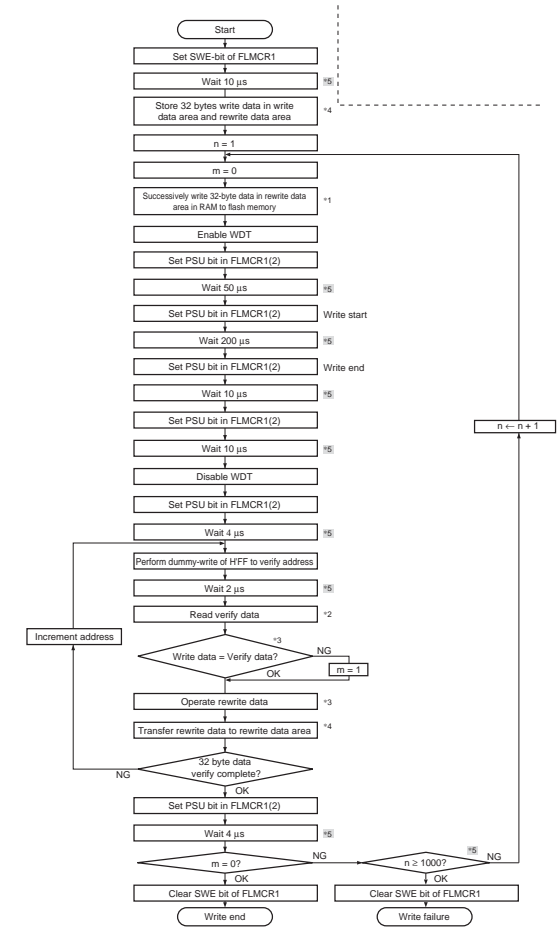 Start
Set SWE-bit of FLMCR1
Wait 10 µs *5
Store 32 bytes write data in write
data area and rewrite data area *4
n = 1
m = 0
Successively write 32-byte data in rewrite data
area in RAM to flash memory *1
Enable WDT
Set PSU bit in FLMCR1(2)
Wait 50 µs *5
Set PSU bit in FLMCR1(2) Write start
Wait 200 µs *5
Set PSU bit in FLMCR1(2) Write end
Wait 10 µs *5
Set PSU bit in FLMCR1(2)
n ← n + 1
Wait 10 µs *5
Disable WDT
Set PSU bit in FLMCR1(2)
Wait 4 µs *5
Perform dummy-write of H'FF to verify address
Wait 2 µs *5
Read verify data *2
Increment address
*3
Write data = Verify data?
NG
m = 1
OK
Operate rewrite data *3
Transfer rewrite data to rewrite data area *4
32 byte data
verify complete?
NG
OK
Set PSU bit in FLMCR1(2)
Wait 4 µs *5
m = 0?
NG
n ≥ 1000?
*5
NG
OK
OK
Clear SWE bit of FLMCR1
Clear SWE bit of FLMCR1
Write end
Write failure